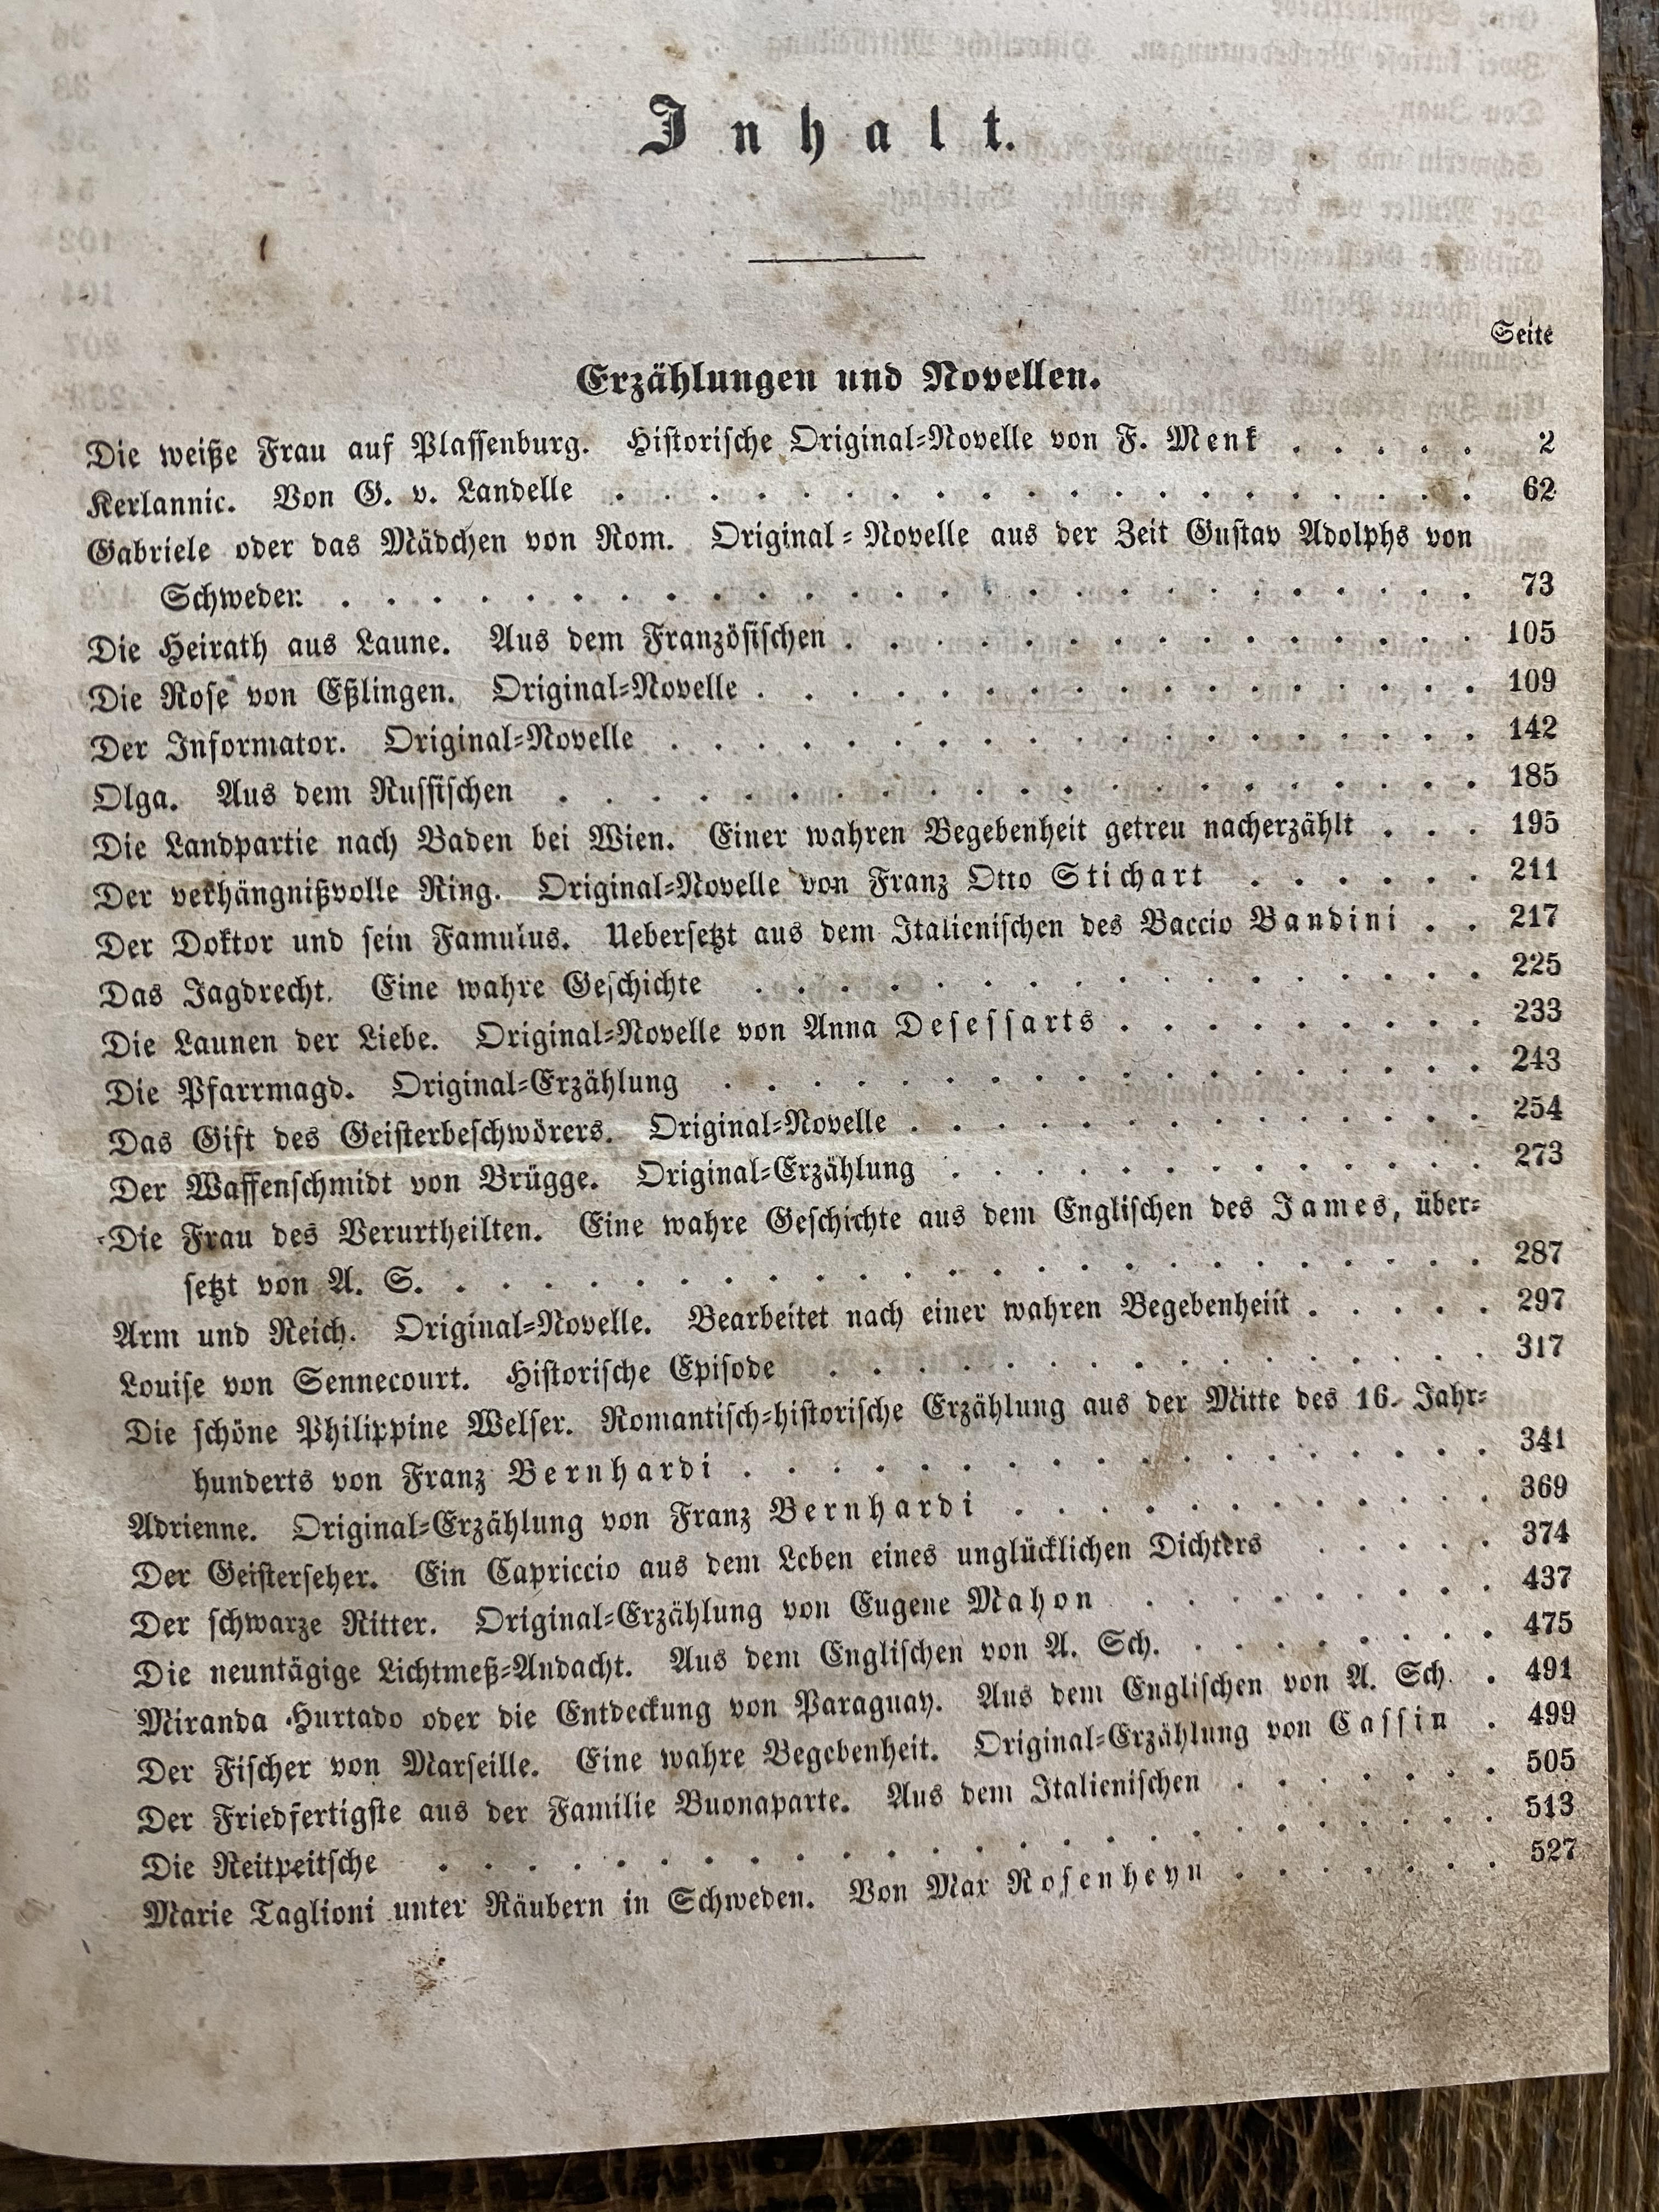 Inhalt.
Seite
Erzählungen und Novellen.
Die weiße Frau auf Plassenburg. Historische Original-Novelle von F. Menk . . . . . 2
Kerlannic. Von G. v. Landelle . . . . . . . . . . . . . . . . . . . 62
Gabriele oder das Mädchen von Rom. Original-Novelle aus der Zeit Gustav Adolphs von
Schweden . . . . . . . . . . . . . . . . . . . . . . . . . 73
Die Heirath aus Laune. Aus dem Französischen . . . . . . . . . . . . . . 105
Die Rose von Eßlingen. Original-Novelle . . . . . . . . . . . . . . . . 109
Der Informator. Original-Novelle . . . . . . . . . . . . . . . . . . 142
Olga. Aus dem Russischen . . . . . . . . . . . . . . . . . . . . 185
Die Landpartie nach Baden bei Wien. Einer wahren Begebenheit getreu nacherzählt . . . 195
Der verhängnißvolle Ring. Original-Novelle von Franz Otto Stichart . . . . . . 211
Der Doktor und sein Famulus. Uebersetzt aus dem Italienischen des Baccio Bandini . . 217
Das Jagdrecht. Eine wahre Geschichte . . . . . . . . . . . . . . . . 225
Die Launen der Liebe. Original-Novelle von Anna Desessarts . . . . . . . . . 233
Die Pfarrmagd. Original-Erzählung . . . . . . . . . . . . . . . . . 243
Das Gift des Geisterbeschwörers. Original-Novelle . . . . . . . . . . . . . 254
Der Waffenschmidt von Brügge. Original-Erzählung . . . . . . . . . . . . 273
Die Frau des Verurtheilten. Eine wahre Geschichte aus dem Englischen des James, über-
setzt von A. S. . . . . . . . . . . . . . . . . . . . . . . . 287
Arm und Reich. Original-Novelle. Bearbeitet nach einer wahren Begebenheiit . . . . . 297
Louise von Sennecourt. Historische Episode . . . . . . . . . . . . . . . 317
Die schöne Philippine Welser. Romantisch-historische Erzählung aus der Mitte des 16. Jahr-
hunderts von Franz Bernhardi . . . . . . . . . . . . . . . . . 341
Adrienne. Original-Erzählung von Franz Bernhardi . . . . . . . . . . . 369
Der Geisterseher. Ein Capriccio aus dem Leben eines unglücklichen Dichters . . . . . 374
Der schwarze Ritter. Original-Erzählung von Eugene Mahon . . . . . . . . 437
Die neuntägige Lichtmeß-Andacht. Aus dem Englischen von A. Sch. . . . . . . . 475
Miranda Hurtado oder die Entdeckung von Paraguay. Aus dem Englischen von A. Sch. . 491
Der Fischer von Marseille. Eine wahre Begebenheit. Original-Erzählung von Cassin . 499
Der Friedfertigste aus der Familie Buonaparte. Aus dem Italienischen . . . . . . 505
Die Reitpeitsche . . . . . . . . . . . . . . . . . . . . . . . . 513
Marie Taglioni unter Räubern in Schweden. Von Max Rosenheyn . . . . . . . 527